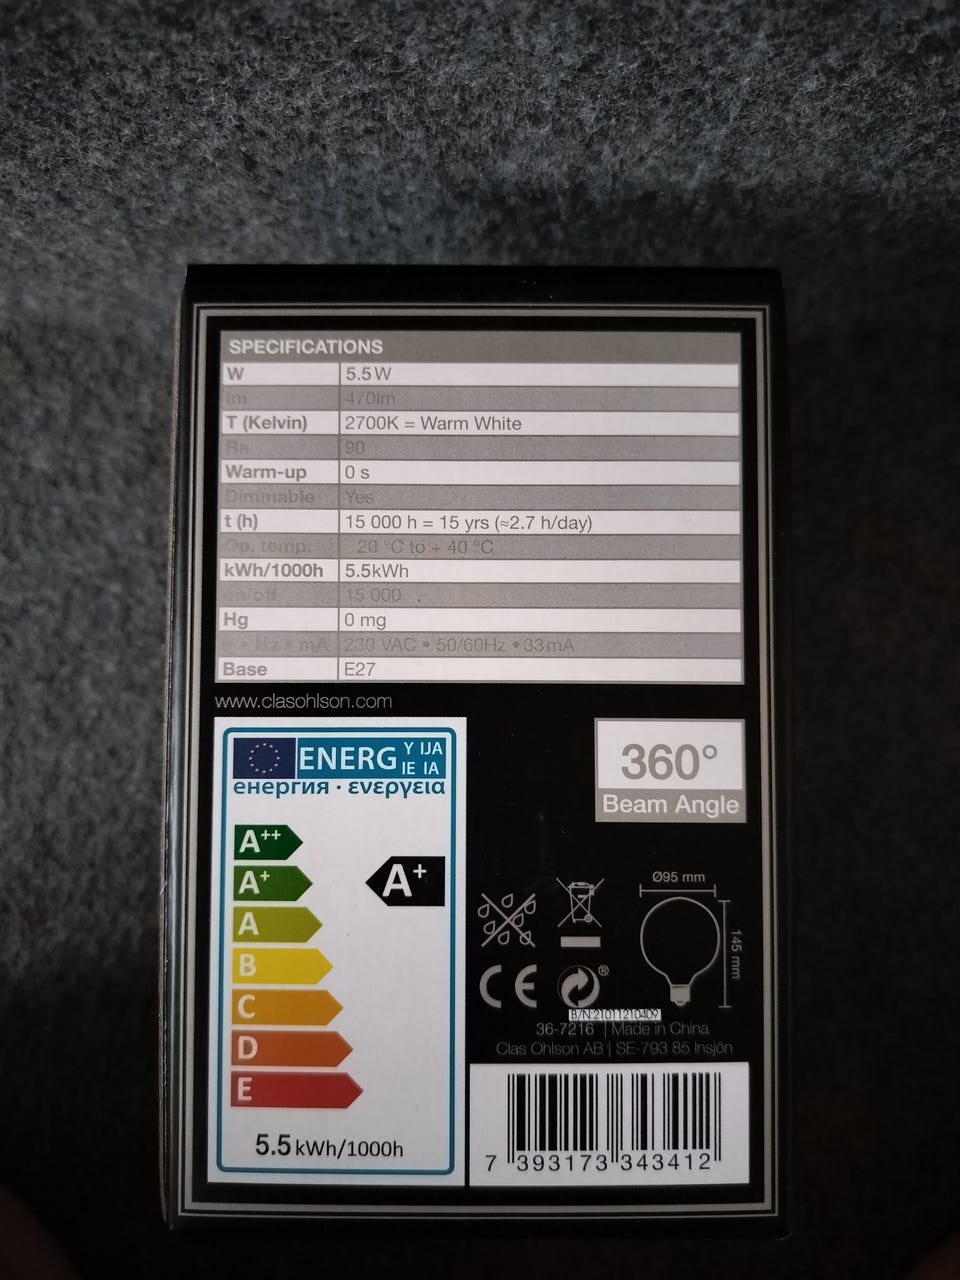 SPECIFICATIONS
W 5.5W
lm 470lm
T (Kelvin) 2700K = Warm White
Ra 90
Warm-up 0 s
Dimmable Yes
t (h) 15 000 h = 15 yrs (≈2.7 h/day)
Op. temp. 20 °C to + 40 °C
kWh/1000h 5.5kWh
on/off 15 000
Hg 0 mg
• Hz • mA 230 VAC • 50/60Hz • 33mA
Base E27
www.clasohlson.com
ENERG Y IJA
IE IA
енергия · ενεργεια
360°
Beam Angle
A++
A+
A+
A
B
C
D
E
5.5 kWh/1000h
Ø95 mm
145 mm
CE
®
B/N:21011210409
36-7216 | Made in China
Clas Ohlson AB | SE-793 85 Insjön
7 393173 343412